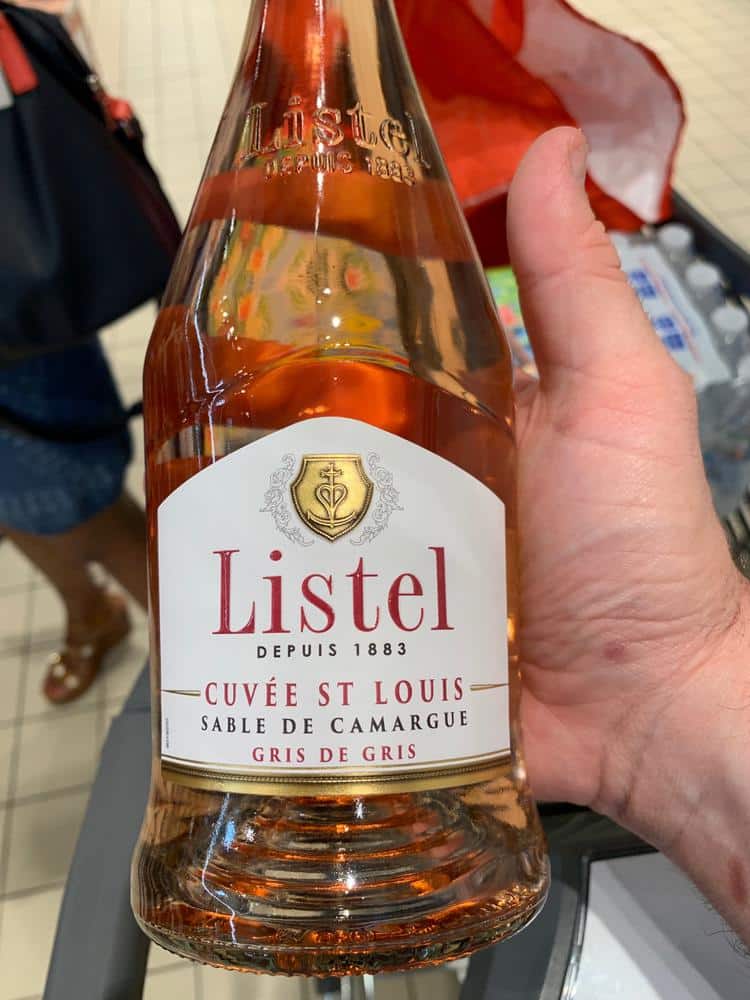 Listel
DEPUIS 1883
Listel
DEPUIS 1883
CUVÉE ST LOUIS
SABLE DE CAMARGUE
GRIS DE GRIS